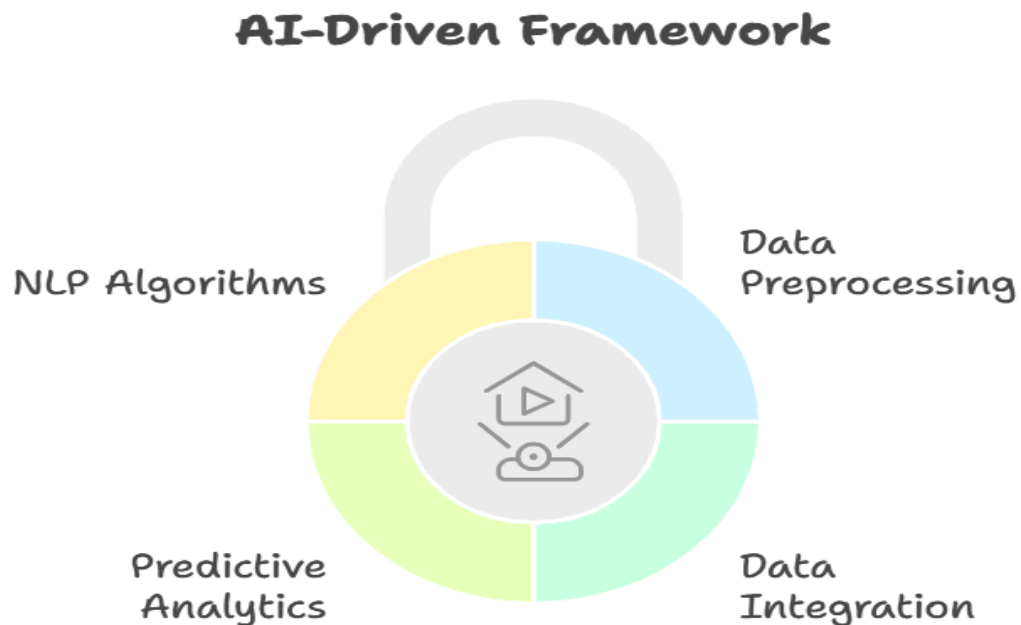 AI-Driven Framework
NLP Algorithms
Data
Preprocessing
Predictive
Analytics
Data
Integration